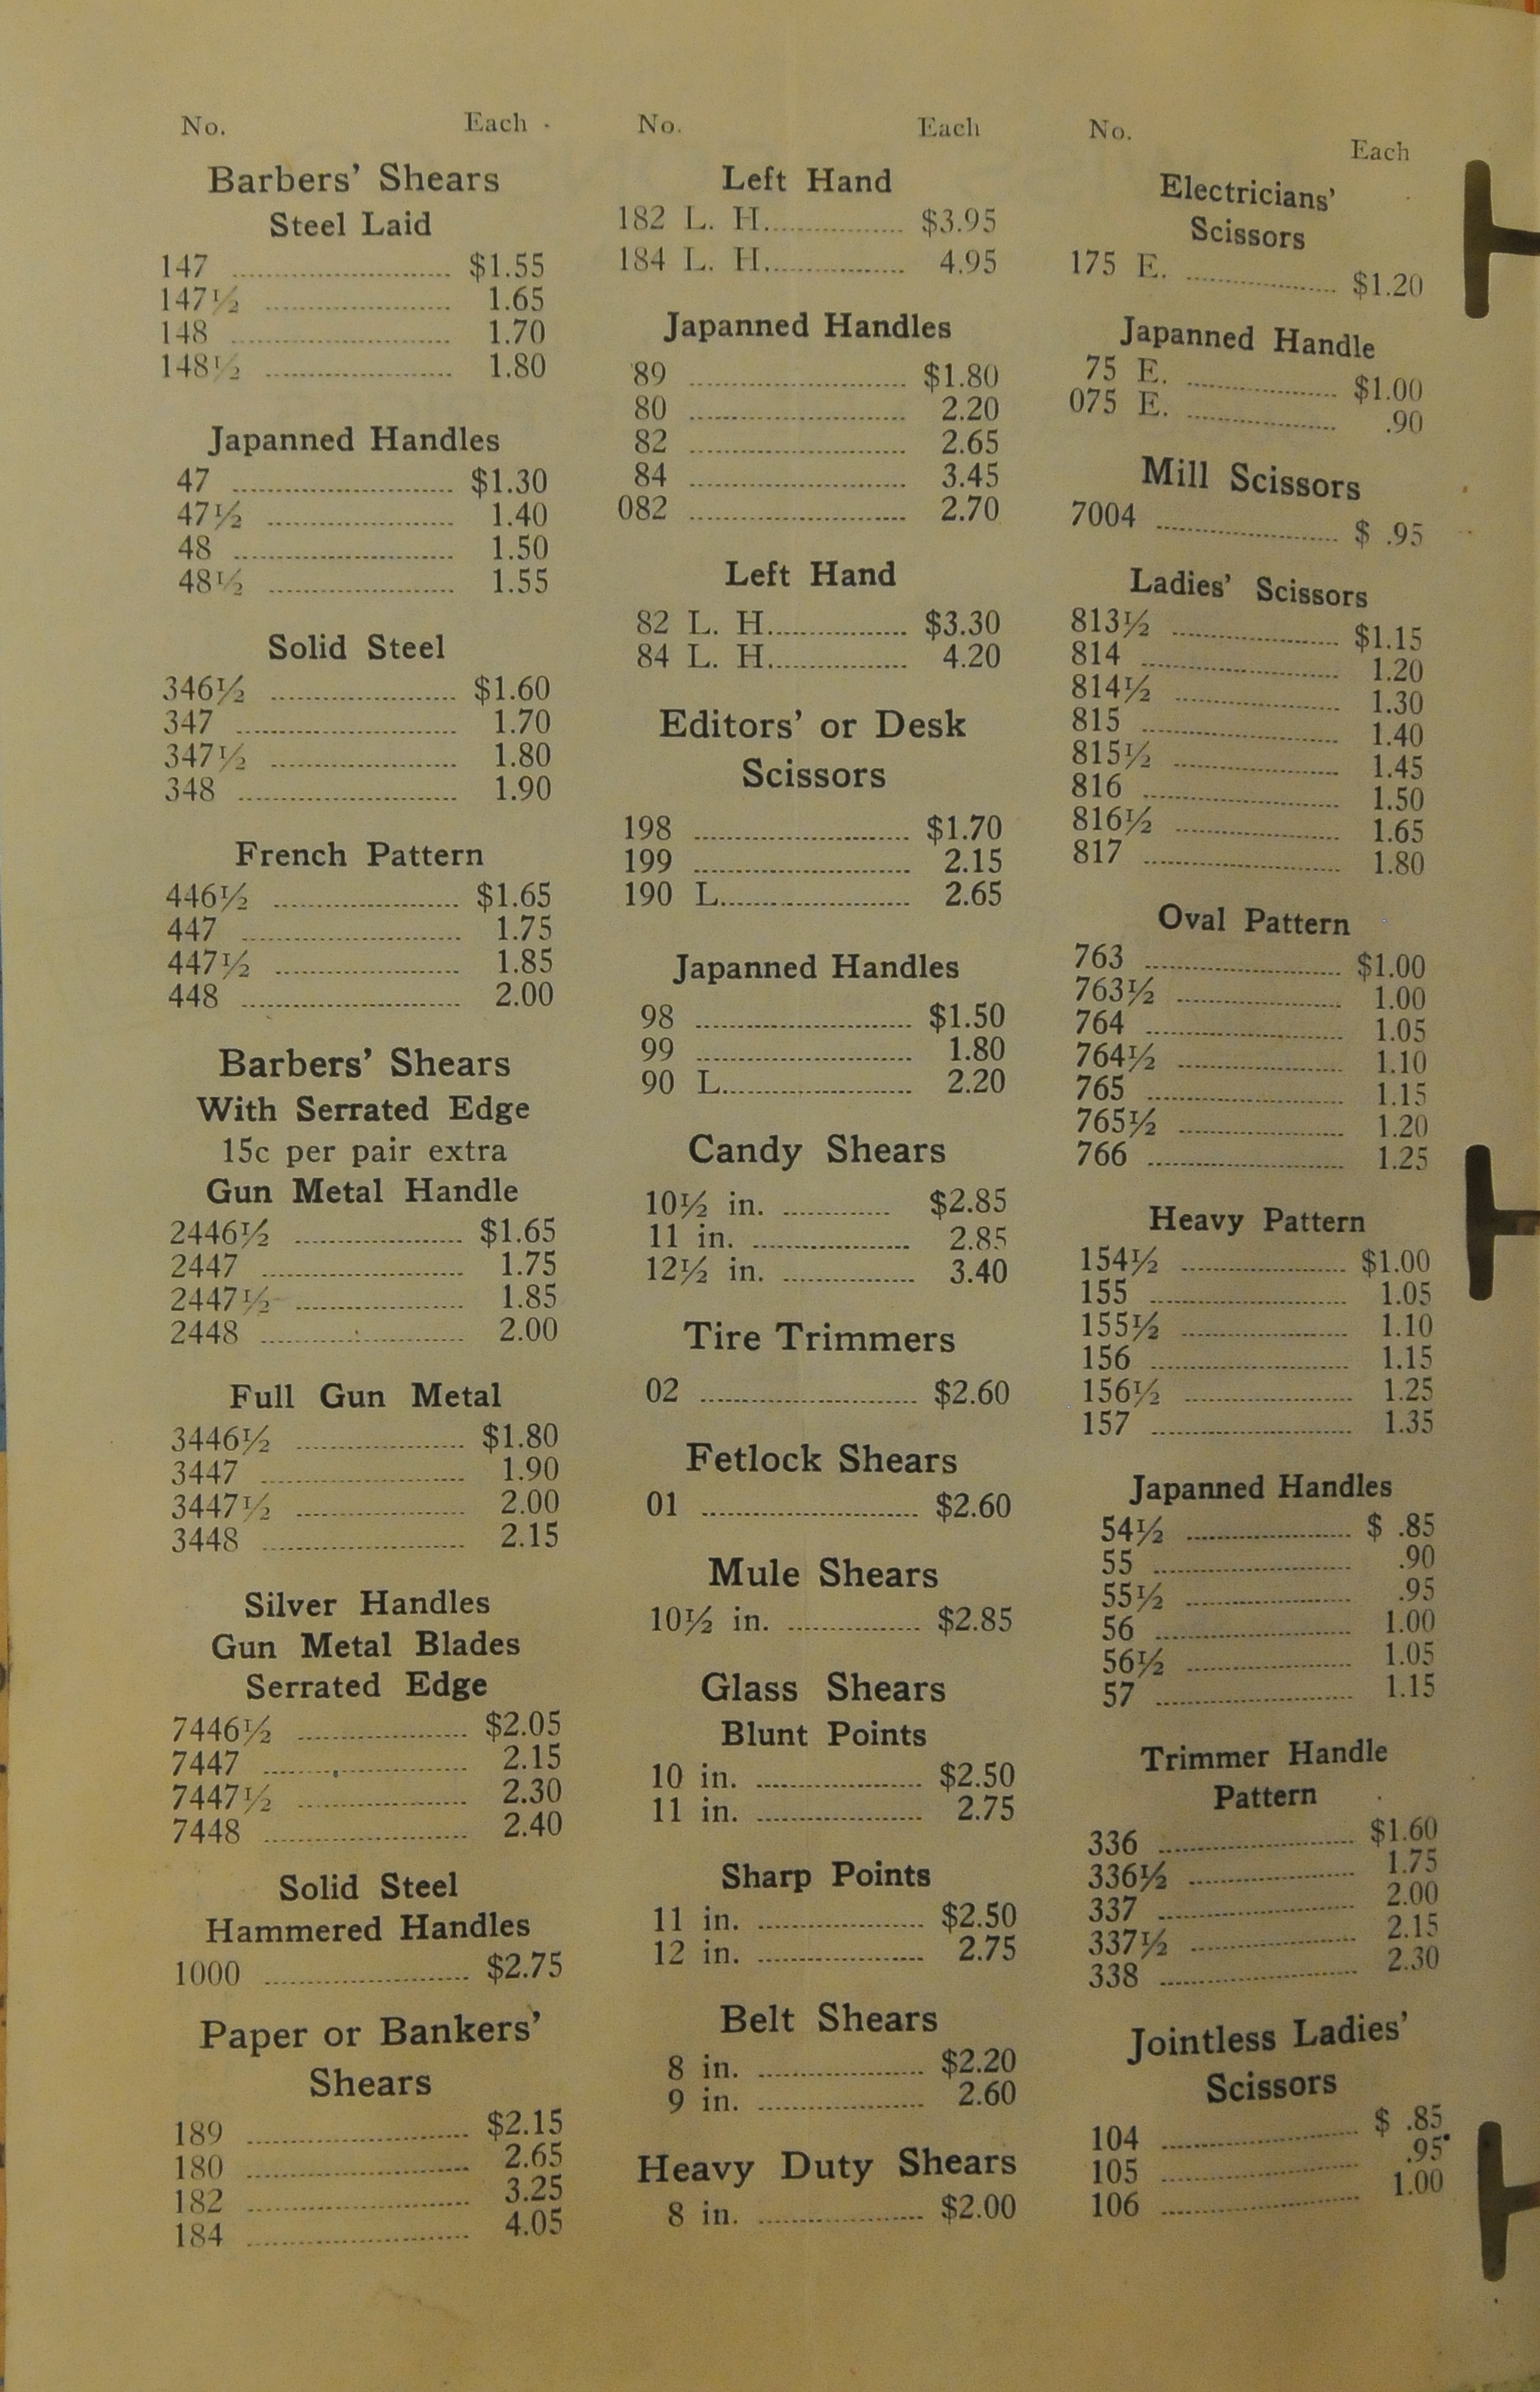 No. Each
Barbers’ Shears
Steel Laid
147 ........ $1.55
147½ ........ 1.65
148 ........ 1.70
148½ ........ 1.80
Japanned Handles
47 ........ $1.30
47½ ........ 1.40
48 ........ 1.50
48½ ........ 1.55
Solid Steel
346½ ........ $1.60
347 ........ 1.70
347½ ........ 1.80
348 ........ 1.90
French Pattern
446½ ........ $1.65
447 ........ 1.75
447½ ........ 1.85
448 ........ 2.00
Barbers’ Shears
With Serrated Edge
15c per pair extra
Gun Metal Handle
2446½ ........ $1.65
2447 ........ 1.75
2447½ ........ 1.85
2448 ........ 2.00
Full Gun Metal
3446½ ........ $1.80
3447 ........ 1.90
3447½ ........ 2.00
3448 ........ 2.15
Silver Handles
Gun Metal Blades
Serrated Edge
7446½ ........ $2.05
7447 ........ 2.15
7447½ ........ 2.30
7448 ........ 2.40
Solid Steel
Hammered Handles
1000 ........ $2.75
Paper or Bankers’
Shears
189 ........ $2.15
180 ........ 2.65
182 ........ 3.25
184 ........ 4.05
No. Each
Left Hand
182 L. H. ........ $3.95
184 L. H. ........ 4.95
Japanned Handles
89 ........ $1.80
80 ........ 2.20
82 ........ 2.65
84 ........ 3.45
082 ........ 2.70
Left Hand
82 L. H. ........ $3.30
84 L. H. ........ 4.20
Editors’ or Desk
Scissors
198 ........ $1.70
199 ........ 2.15
190 L. ........ 2.65
Japanned Handles
98 ........ $1.50
99 ........ 1.80
90 L. ........ 2.20
Candy Shears
10½ in. ........ $2.85
11 in. ........ 2.85
12½ in. ........ 3.40
Tire Trimmers
02 ........ $2.60
Fetlock Shears
01 ........ $2.60
Mule Shears
10½ in. ........ $2.85
Glass Shears
Blunt Points
10 in. ........ $2.50
11 in. ........ 2.75
Sharp Points
11 in. ........ $2.50
12 in. ........ 2.75
Belt Shears
8 in. ........ $2.20
9 in. ........ 2.60
Heavy Duty Shears
8 in. ........ $2.00
No. Each
Electricians’
Scissors
175 E. ........ $1.20
Japanned Handle
75 E. ........ $1.00
075 E. ........ .90
Mill Scissors
7004 ........ $ .95
Ladies’ Scissors
813½ ........ $1.15
814 ........ 1.20
814½ ........ 1.30
815 ........ 1.40
815½ ........ 1.45
816 ........ 1.50
816½ ........ 1.65
817 ........ 1.80
Oval Pattern
763 ........ $1.00
763½ ........ 1.00
764 ........ 1.05
764½ ........ 1.10
765 ........ 1.15
765½ ........ 1.20
766 ........ 1.25
Heavy Pattern
154½ ........ $1.00
155 ........ 1.05
155½ ........ 1.10
156 ........ 1.15
156½ ........ 1.25
157 ........ 1.35
Japanned Handles
54½ ........ $ .85
55 ........ .90
55½ ........ .95
56 ........ 1.00
56½ ........ 1.05
57 ........ 1.15
Trimmer Handle
Pattern
336 ........ $1.60
336½ ........ 1.75
337 ........ 2.00
337½ ........ 2.15
338 ........ 2.30
Jointless Ladies’
Scissors
104 ........ $ .85
105 ........ .95
106 ........ 1.00